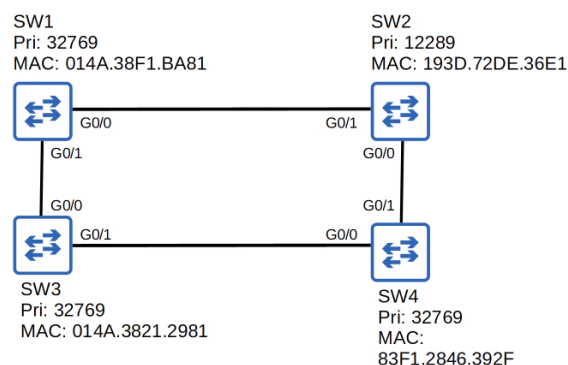 SW1
Pri: 32769
MAC: 014A.38F1.BA81
SW2
Pri: 12289
MAC: 193D.72DE.36E1
G0/0
G0/1
G0/1
G0/0
G0/0
G0/1
G0/1
G0/0
SW3
Pri: 32769
MAC: 014A.3821.2981
SW4
Pri: 32769
MAC:
83F1.2846.392F